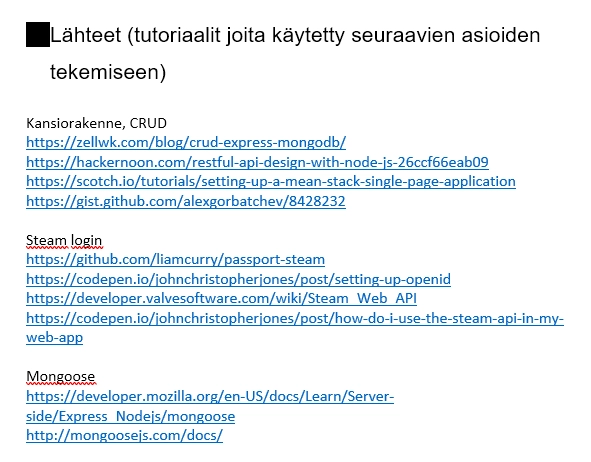 Lähteet (tutoriaalit joita käytetty seuraavien asioiden
tekemiseen)
Kansiorakenne, CRUD
https://zellwk.com/blog/crud-express-mongodb/
https://hackernoon.com/restful-api-design-with-node-js-26ccf66eab09
https://scotch.io/tutorials/setting-up-a-mean-stack-single-page-application
https://gist.github.com/alexgorbatchev/8428232
Steam login
https://github.com/liamcurry/passport-steam
https://codepen.io/johnchristopherjones/post/setting-up-openid
https://developer.valvesoftware.com/wiki/Steam_Web_API
https://codepen.io/johnchristopherjones/post/how-do-i-use-the-steam-api-in-my-
web-app
Mongoose
https://developer.mozilla.org/en-US/docs/Learn/Server-
side/Express_Nodejs/mongoose
http://mongoosejs.com/docs/